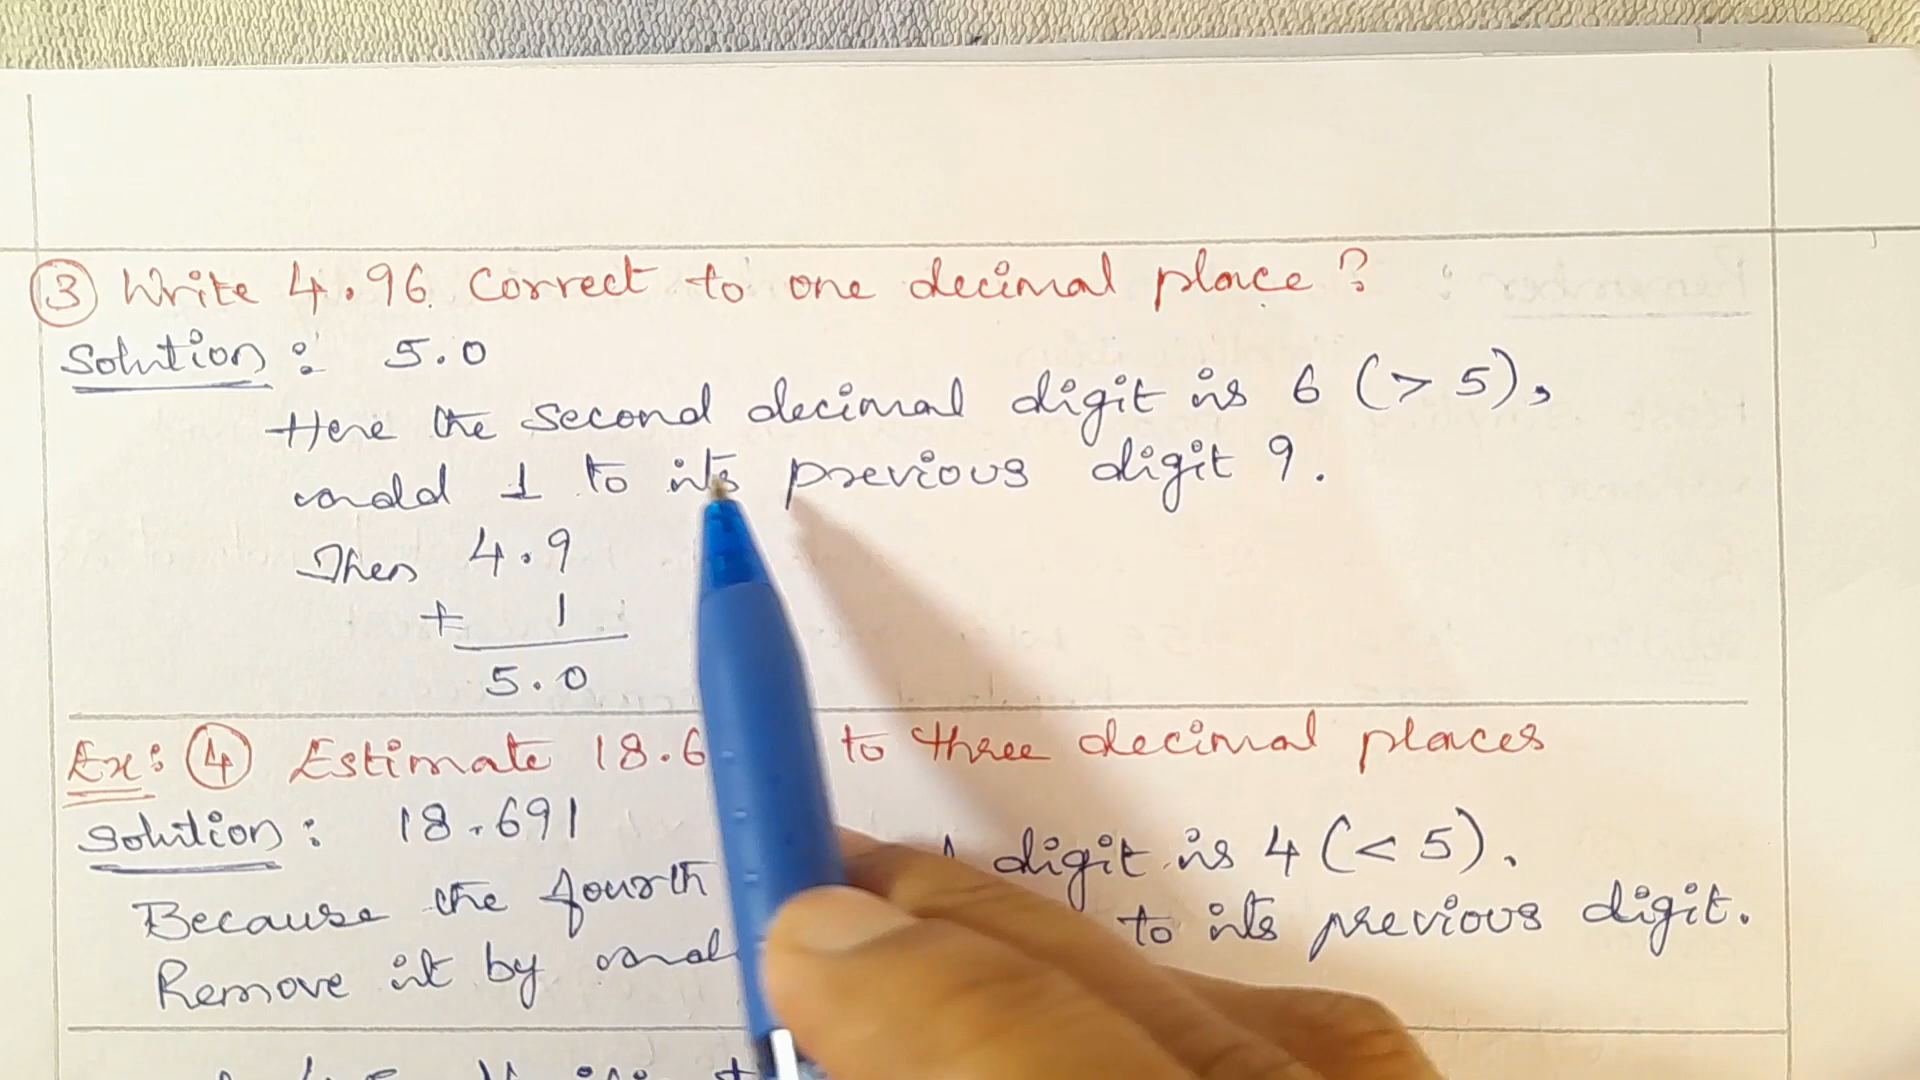 3 Write 4.96 Correct to one decimal place?
Solution: 5.0
Here the second decimal digit is 6 (> 5),
add 1 to its previous digit 9.
Then 4.9
+ 1
5.0
Ex: 4 Estimate 18.6 to three decimal places
Solution: 18.691
Because the fourth digit is 4 (< 5).
Remove it by to its previous digit.